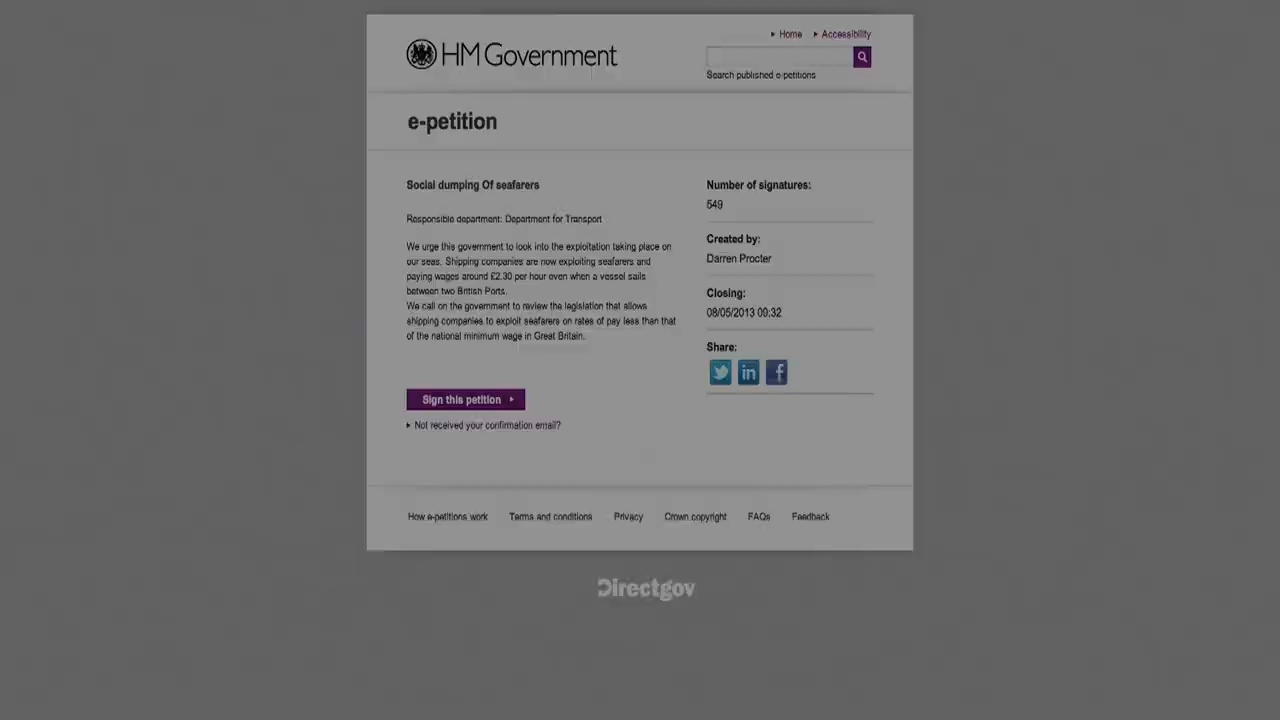 HM Government
Home
Accessibility
Search published e-petitions
e-petition
Social dumping Of seafarers
Responsible department: Department for Transport
We urge this government to look into the exploitation taking place on
our seas. Shipping companies are now exploiting seafarers and
paying wages around £2.30 per hour even when a vessel sails
between two British Ports.
We call on the government to review the legislation that allows
shipping companies to exploit seafarers on rates of pay less than that
of the national minimum wage in Great Britain.
Sign this petition
Not received your confirmation email?
Number of signatures:
549
Created by:
Darren Procter
Closing:
08/05/2013 09:32
Share:
in
f
How e-petitions work
Terms and conditions
Privacy
Crown copyright
FAQs
Feedback
Directgov